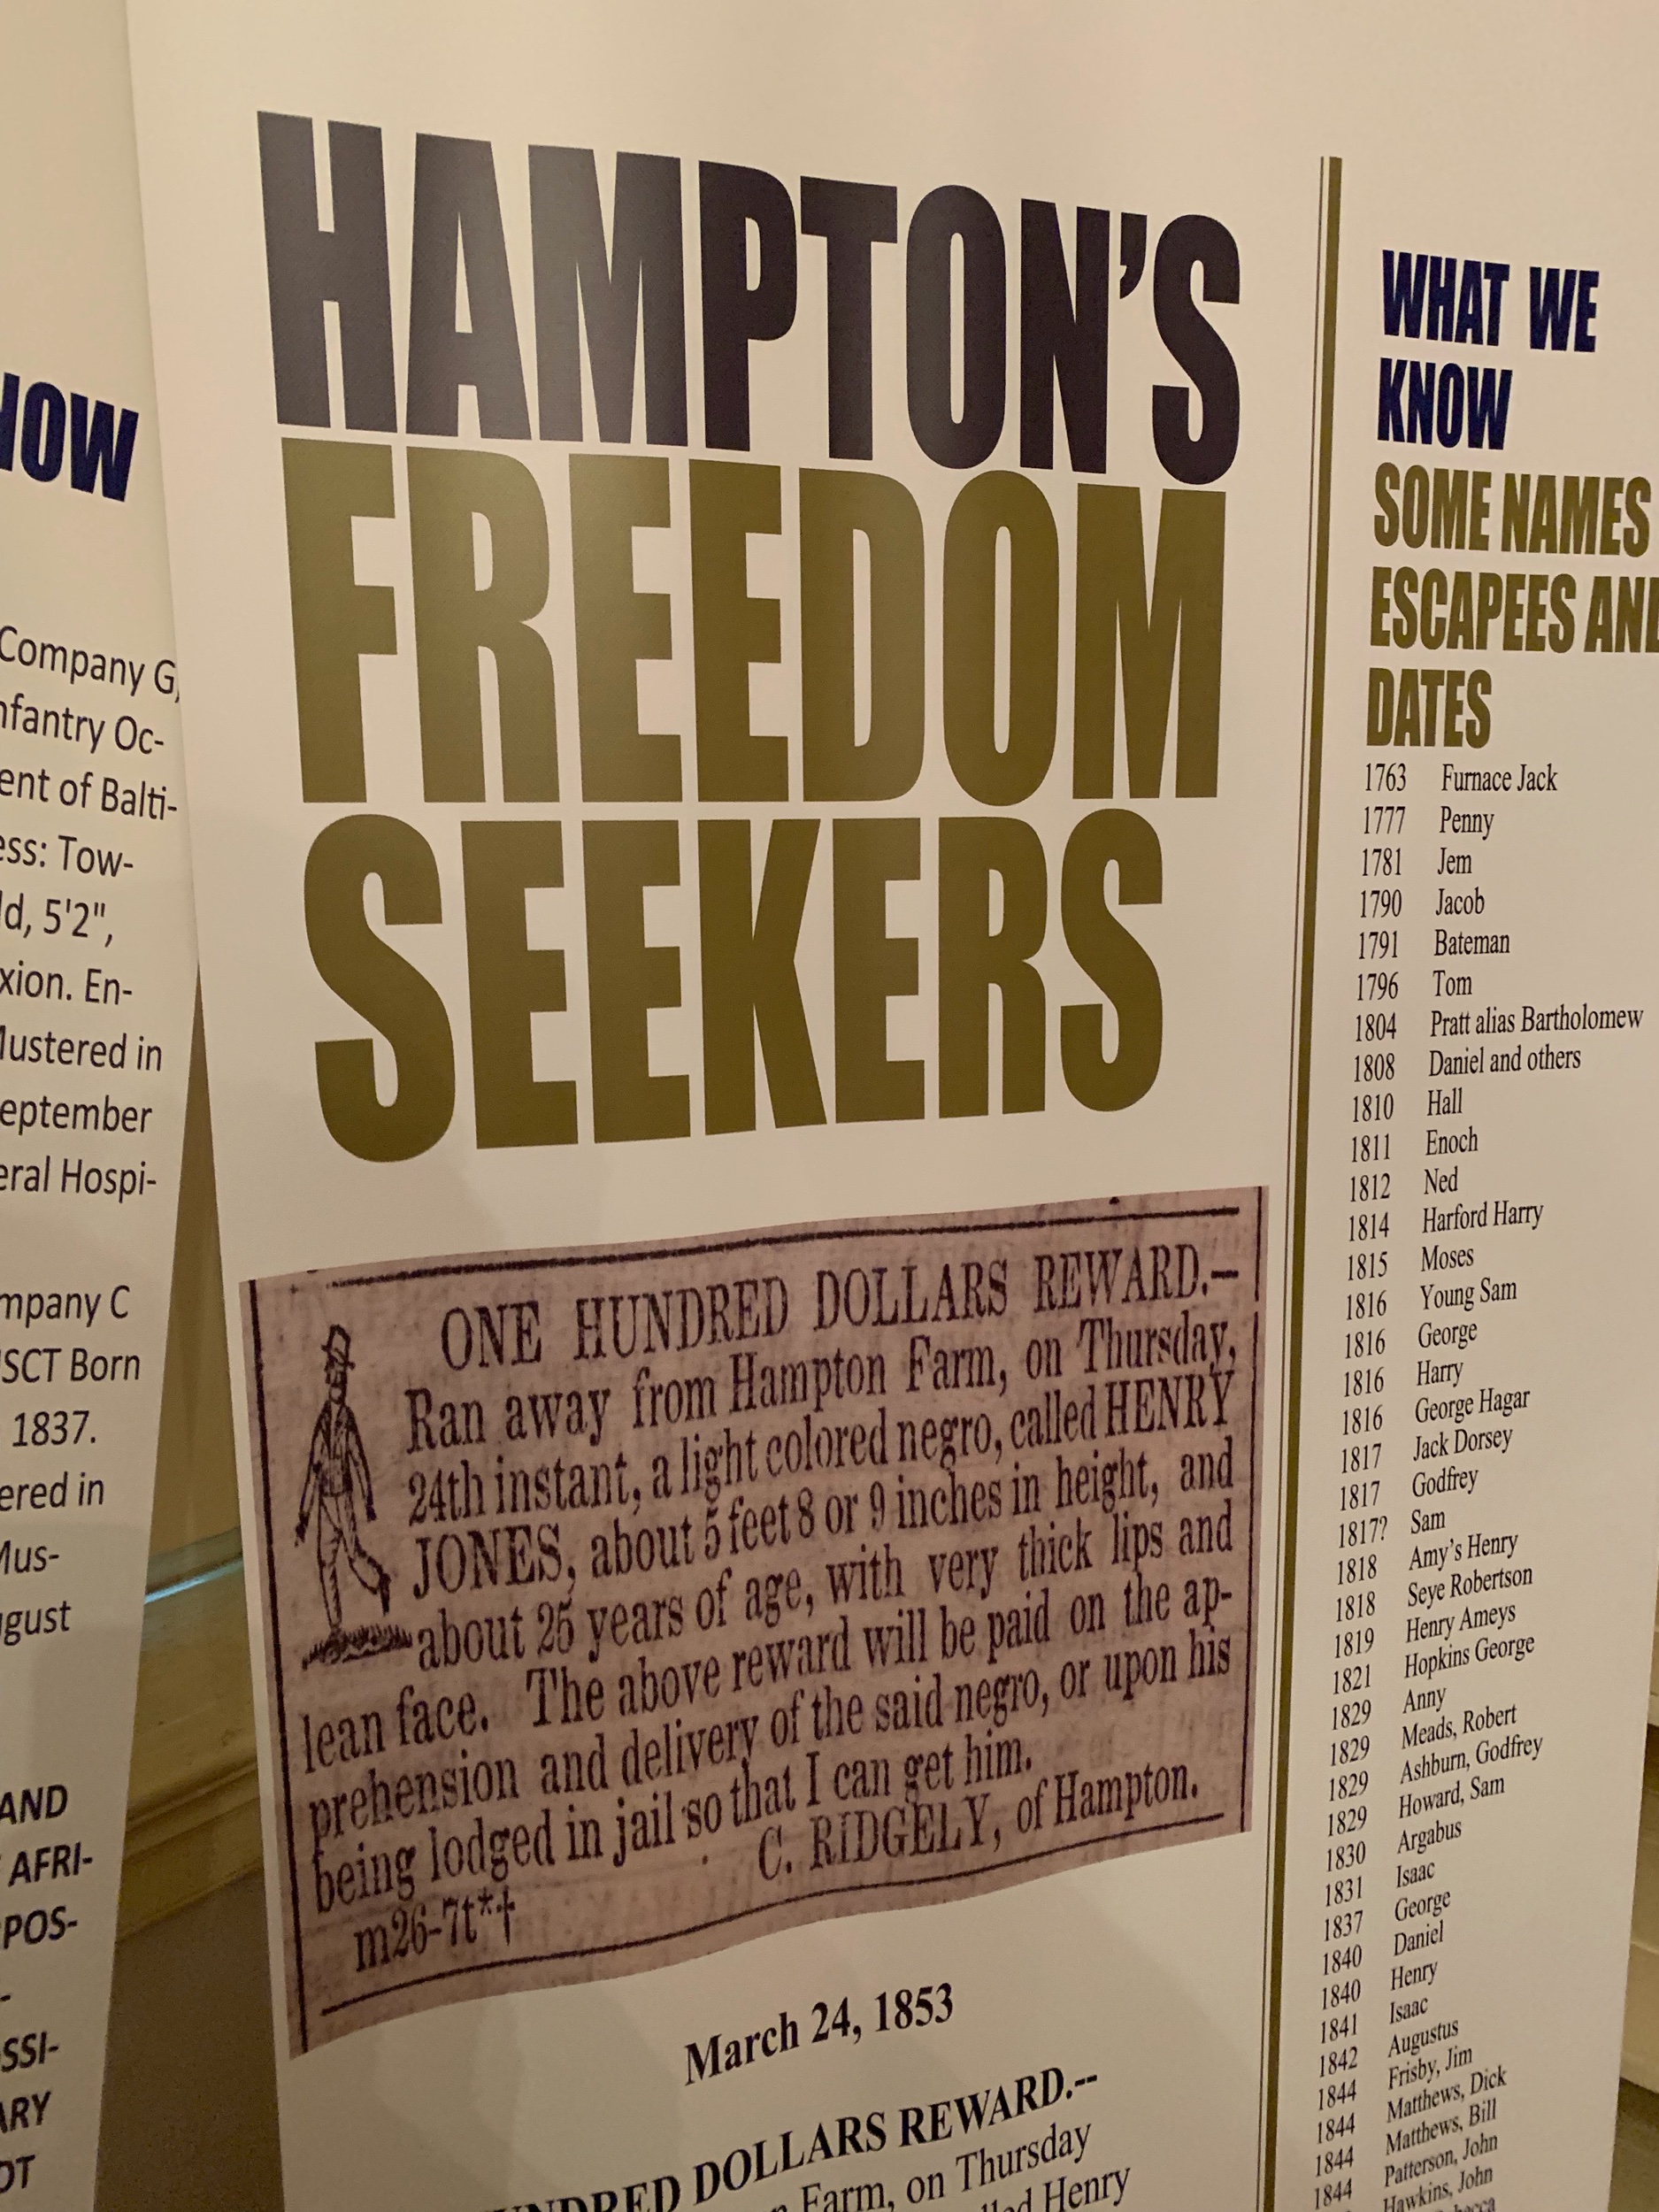 NOW
Company G,
nfantry Oc-
ent of Balti-
ess: Tow-
ld, 5'2",
xion. En-
Mustered in
eptember
eral Hospi-
mpany C
SCT Born
1837.
ered in
Mus-
ugust
AND
AFRI-
POS-
-
SSI-
ARY
OT
HAMPTON'S
FREEDOM
SEEKERS
ONE HUNDRED DOLLARS REWARD.—
Ran away from Hampton Farm, on Thursday,
24th instant, a light colored negro, called HENRY
JONES, about 5 feet 8 or 9 inches in height, and
about 25 years of age, with very thick lips and
lean face. The above reward will be paid on the ap-
prehension and delivery of the said negro, or upon his
being lodged in jail so that I can get him.
C. RIDGELY, of Hampton.
m26-7t*†
March 24, 1853
UNDRED DOLLARS REWARD.--
Farm, on Thursday
Henry
WHAT WE
KNOW
SOME NAMES
ESCAPEES AND
DATES
1763 Furnace Jack
1777 Penny
1781 Jem
1790 Jacob
1791 Bateman
1796 Tom
1804 Pratt alias Bartholomew
1808 Daniel and others
1810 Hall
1811 Enoch
1812 Ned
1814 Harford Harry
1815 Moses
1816 Young Sam
1816 George
1816 Harry
1816 George Hagar
1817 Jack Dorsey
1817 Godfrey
1817? Sam
1818 Amy's Henry
1818 Seye Robertson
1819 Henry Ameys
1821 Hopkins George
1829 Anny
1829 Meads, Robert
1829 Ashburn, Godfrey
1829 Howard, Sam
1830 Argabus
1831 Isaac
1837 George
1840 Daniel
1840 Henry
1841 Isaac
1842 Augustus
1844 Frisby, Jim
1844 Matthews, Dick
1844 Matthews, Bill
1844 Patterson, John
Hawkins, John